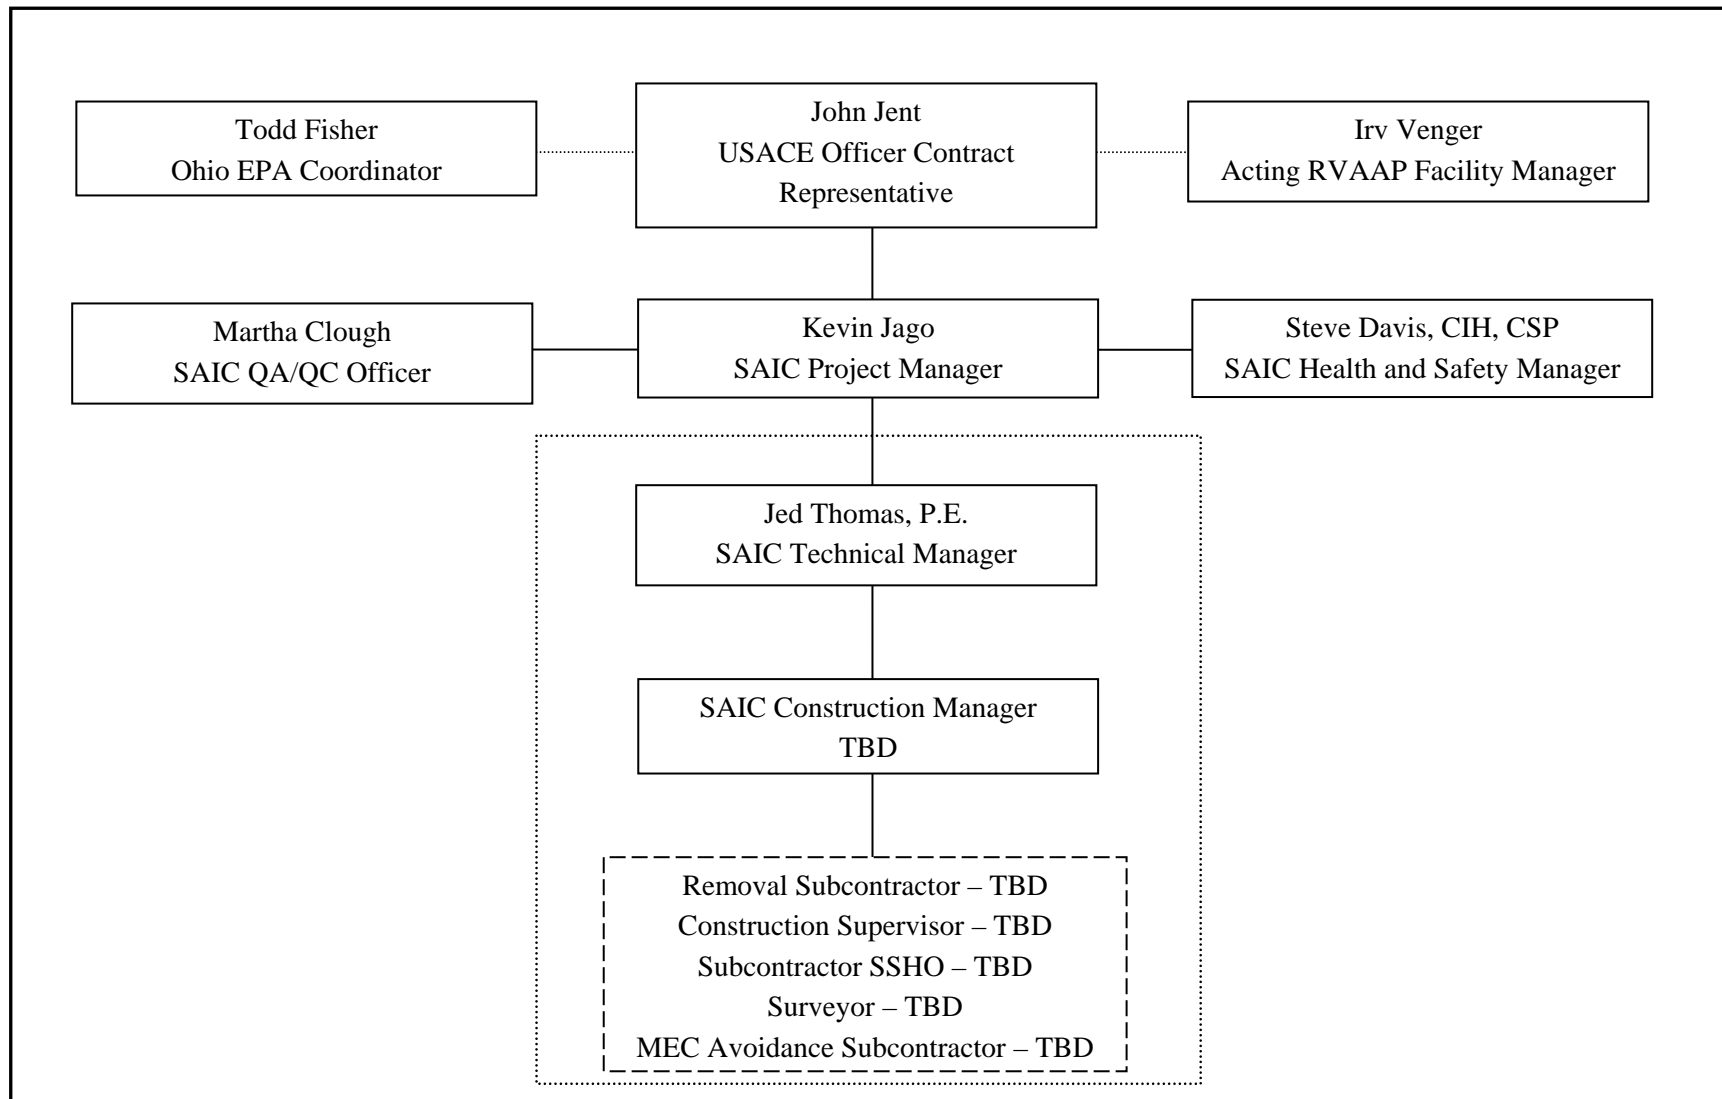 Todd Fisher
Ohio EPA Coordinator
John Jent
USACE Officer Contract
Representative
Irv Venger
Acting RVAAP Facility Manager
Martha Clough
SAIC QA/QC Officer
Kevin Jago
SAIC Project Manager
Steve Davis, CIH, CSP
SAIC Health and Safety Manager
Jed Thomas, P.E.
SAIC Technical Manager
SAIC Construction Manager
TBD
Removal Subcontractor – TBD
Construction Supervisor – TBD
Subcontractor SSHO – TBD
Surveyor – TBD
MEC Avoidance Subcontractor – TBD